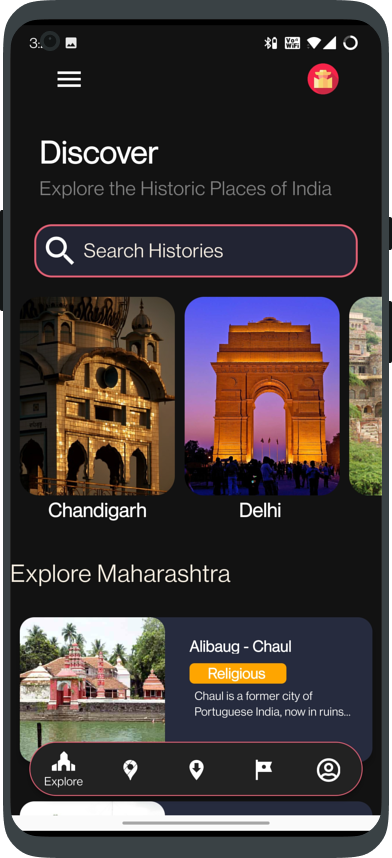 Discover
Explore the Historic Places of India
Search Histories
Chandigarh
Delhi
Explore Maharashtra
Alibaug - Chaul
Religious
Chaul is a former city of
Portuguese India, now in ruins...
Explore